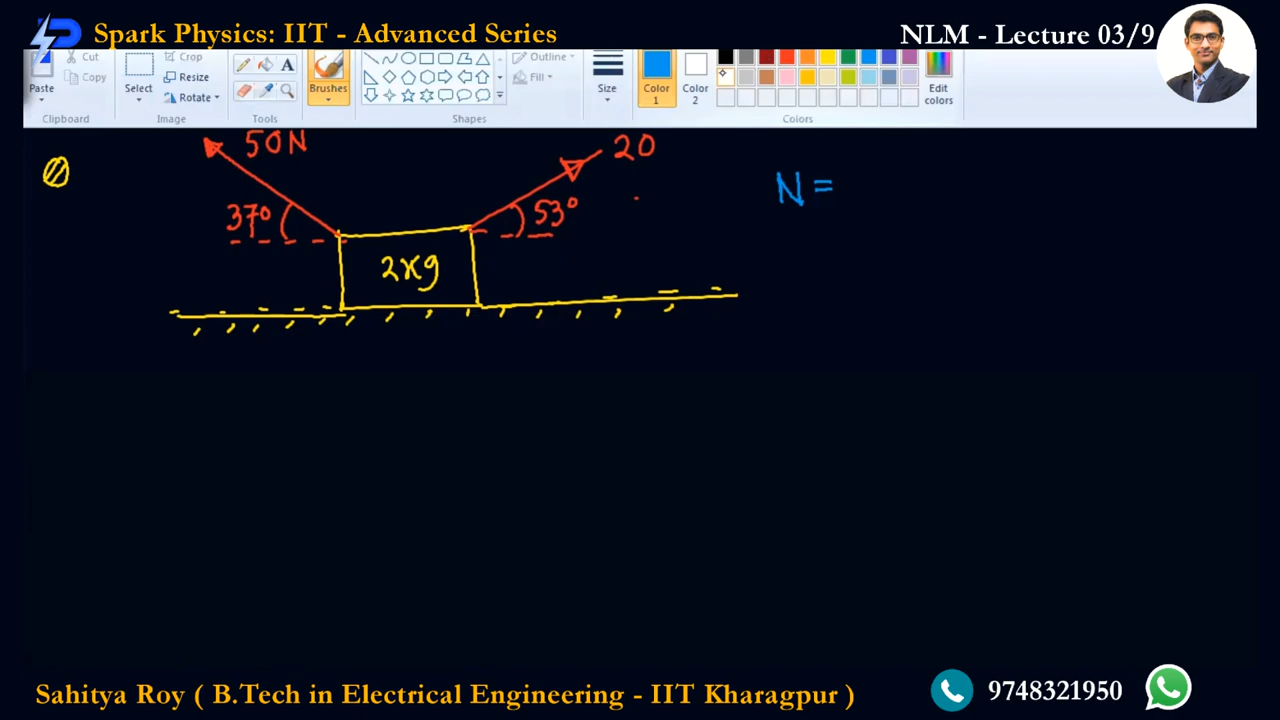 Spark Physics: IIT - Advanced Series
NLM - Lecture 03/9
Paste
Cut
Copy
Clipboard
Select
Crop
Resize
Rotate
Image
A
Tools
Brushes
Shapes
Outline
Fill
Size
Color 1
Color 2
Colors
Edit colors
50N
20
N =
37°
53°
2Kg
Sahitya Roy ( B.Tech in Electrical Engineering - IIT Kharagpur )
9748321950